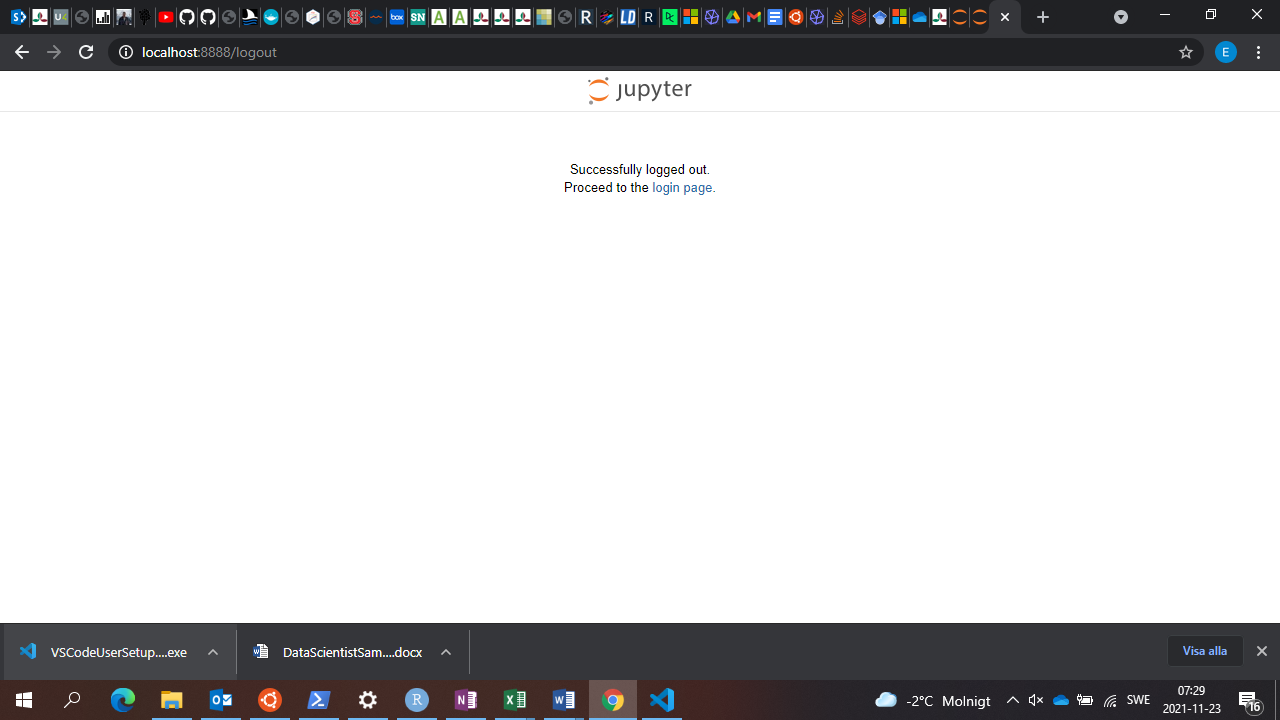 localhost:8888/logout
E
jupyter
Successfully logged out.
Proceed to the login page.
VSCodeUserSetup....exe
DataScientistSam....docx
Visa alla
-2°C Molnigt
SWE
07:29
2021-11-23
16